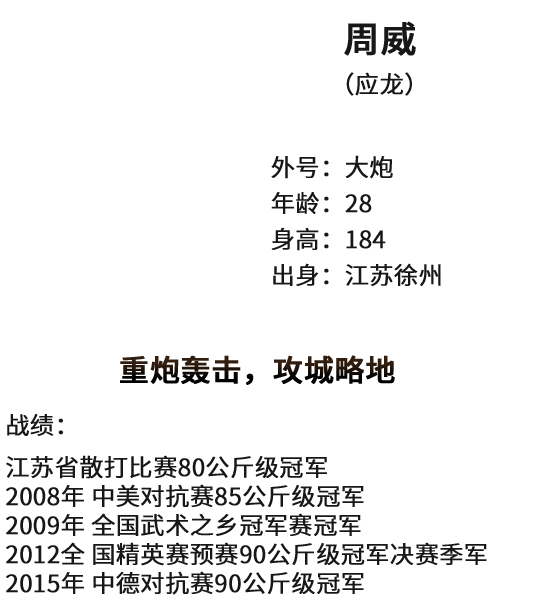 周威
（应龙）
外号：大炮
年龄：28
身高：184
出身：江苏徐州
重炮轰击，攻城略地
战绩：
江苏省散打比赛80公斤级冠军
2008年 中美对抗赛85公斤级冠军
2009年 全国武术之乡冠军赛冠军
2012全 国精英赛预赛90公斤级冠军决赛季军
2015年 中德对抗赛90公斤级冠军